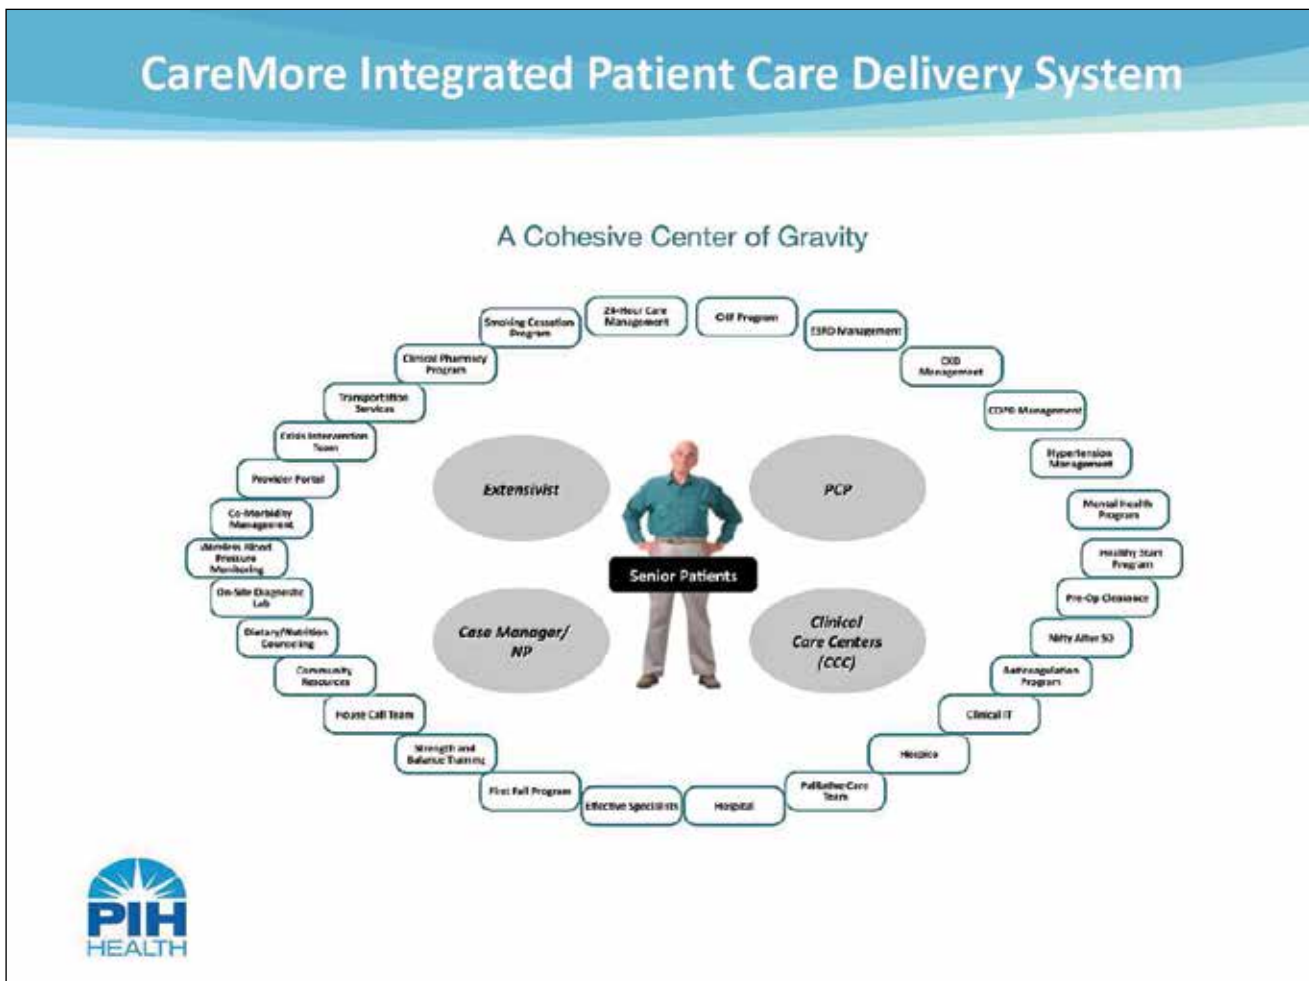 CareMore Integrated Patient Care Delivery System
A Cohesive Center of Gravity
Smoking Cessation
Program
24-Hour Care
Management
CHF Program
ESRD Management
CKD
Management
COPD Management
Hypertension
Management
Mental Health
Program
Healthy Start
Program
Pre-Op Clearance
Nifty After 50
Anticoagulation
Program
Clinical IT
Hospice
Palliative Care
Team
Hospital
Effective Specialists
First Fall Program
Strength and
Balance Training
House Call Team
Community
Resources
Dietary/Nutrition
Counseling
On-Site Diagnostic
Lab
Wireless Blood
Pressure
Monitoring
Co-Morbidity
Management
Provider Portal
Crisis Intervention
Team
Transportation
Services
Clinical Pharmacy
Program
Extensivist
PCP
Senior Patients
Case Manager/
NP
Clinical
Care Centers
(CCC)
PIH
HEALTH